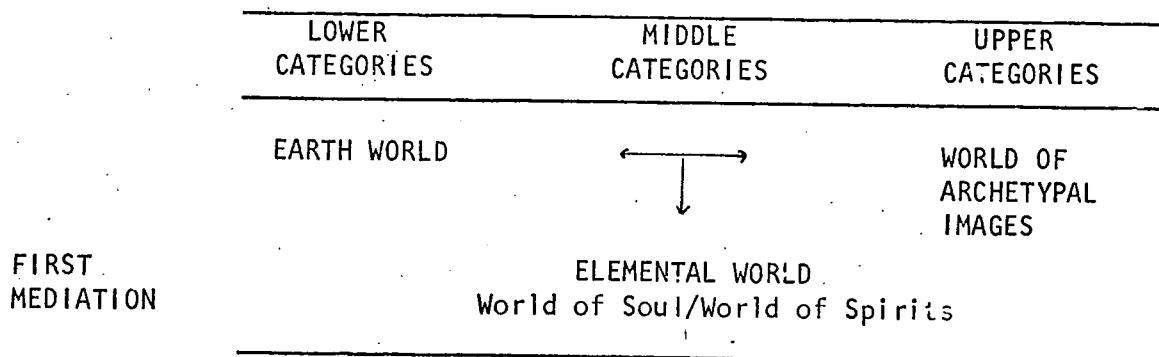 LOWER MIDDLE UPPER
CATEGORIES CATEGORIES CATEGORIES
EARTH WORLD WORLD OF
ARCHETYPAL
IMAGES
FIRST ELEMENTAL WORLD
MEDIATION World of Soul/World of Spirits